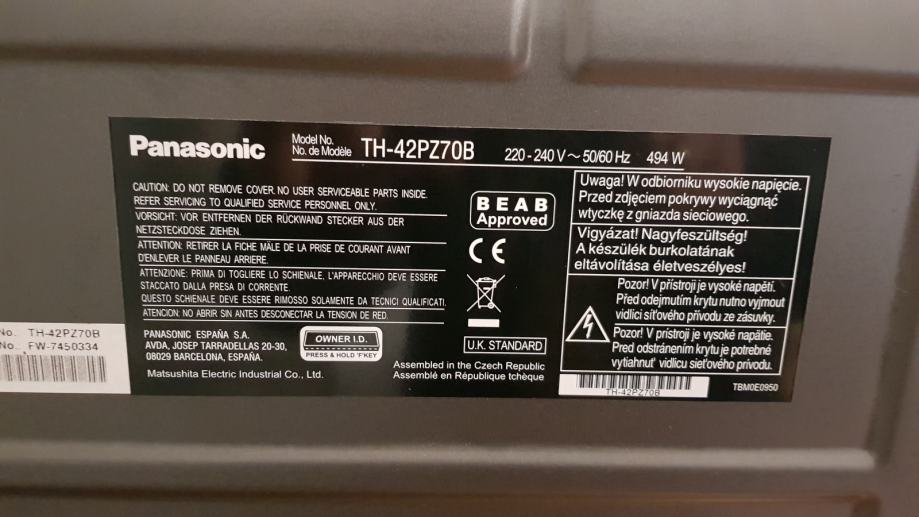 Panasonic
Model No.
No. de Modèle
TH-42PZ70B
220 - 240 V ~ 50/60 Hz 494 W
CAUTION: DO NOT REMOVE COVER. NO USER SERVICEABLE PARTS INSIDE.
REFER SERVICING TO QUALIFIED SERVICE PERSONNEL ONLY.
VORSICHT: VOR ENTFERNEN DER RÜCKWAND STECKER AUS DER
NETZSTECKDOSE ZIEHEN.
ATTENTION: RETIRER LA FICHE MÂLE DE LA PRISE DE COURANT AVANT
D'ENLEVER LE PANNEAU ARRIERE.
ATTENZIONE: PRIMA DI TOGLIERE LO SCHIENALE, L'APPARECCHIO DEVE ESSERE
STACCATO DALLA PRESA DI CORRENTE.
QUESTO SCHIENALE DEVE ESSERE RIMOSSO SOLAMENTE DA TECNICI QUALIFICATI.
ATENCION: NO ABRIR SIN ANTES DESCONECTAR LA TENSION DE RED.
PANASONIC ESPAÑA S.A.
AVDA, JOSEP TARRADELLAS 20-30,
08029 BARCELONA, ESPAÑA.
Matsushita Electric Industrial Co., Ltd.
OWNER I.D.
PRESS & HOLD 'F'KEY
BEAB
Approved
CE
U.K. STANDARD
Assembled in the Czech Republic
Assemblé en République tchèque
Uwaga! W odbiorniku wysokie napięcie.
Przed zdjęciem pokrywy wyciągnąć
wtyczkę z gniazda sieciowego.
Vigyázat! Nagyfeszültség!
A készülék burkolatának
eltávolítása életveszélyes!
Pozor! V přístroji je vysoké napětí.
Před odejmutím krytu nutno vyjmout
vidlici síťového přívodu ze zásuvky.
Pozor! V prístroji je vysoké napätie.
Pred odstránením krytu je potrebné
vytiahnuť vidlicu sieťového prívodu.
TH-42PZ70B
TBM0E0950
No. TH-42PZ70B
No. FW-7450334